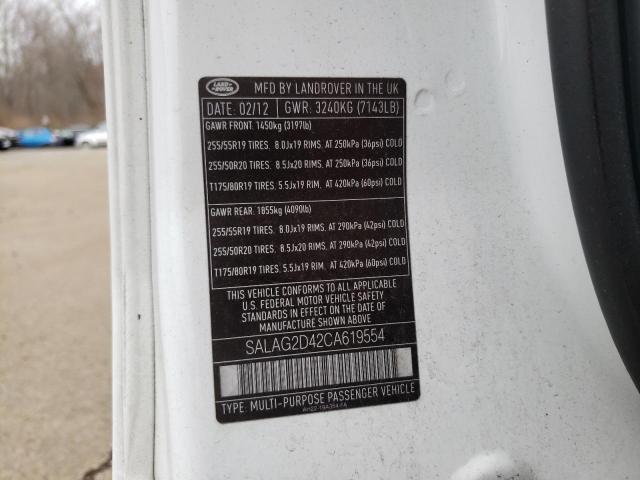 LAND-ROVER
MFD BY LANDROVER IN THE UK
DATE: 02/12 GWR: 3240KG (7143LB)
GAWR FRONT: 1450kg (3197lb)
255/55R19 TIRES. 8.0Jx19 RIMS. AT 250kPa (36psi) COLD
255/50R20 TIRES. 8.5Jx20 RIMS. AT 250kPa (36psi) COLD
T175/80R19 TIRES. 5.5Jx19 RIM. AT 420kPa (60psi) COLD
GAWR REAR: 1855kg (4090lb)
255/55R19 TIRES. 8.0Jx19 RIMS. AT 290kPa (42psi) COLD
255/50R20 TIRES. 8.5Jx20 RIMS. AT 290kPa (42psi) COLD
T175/80R19 TIRES. 5.5Jx19 RIM. AT 420kPa (60psi) COLD
THIS VEHICLE CONFORMS TO ALL APPLICABLE
U.S. FEDERAL MOTOR VEHICLE SAFETY
STANDARDS IN EFFECT ON THE DATE
OF MANUFACTURE SHOWN ABOVE
SALAG2D42CA619554
TYPE: MULTI-PURPOSE PASSENGER VEHICLE